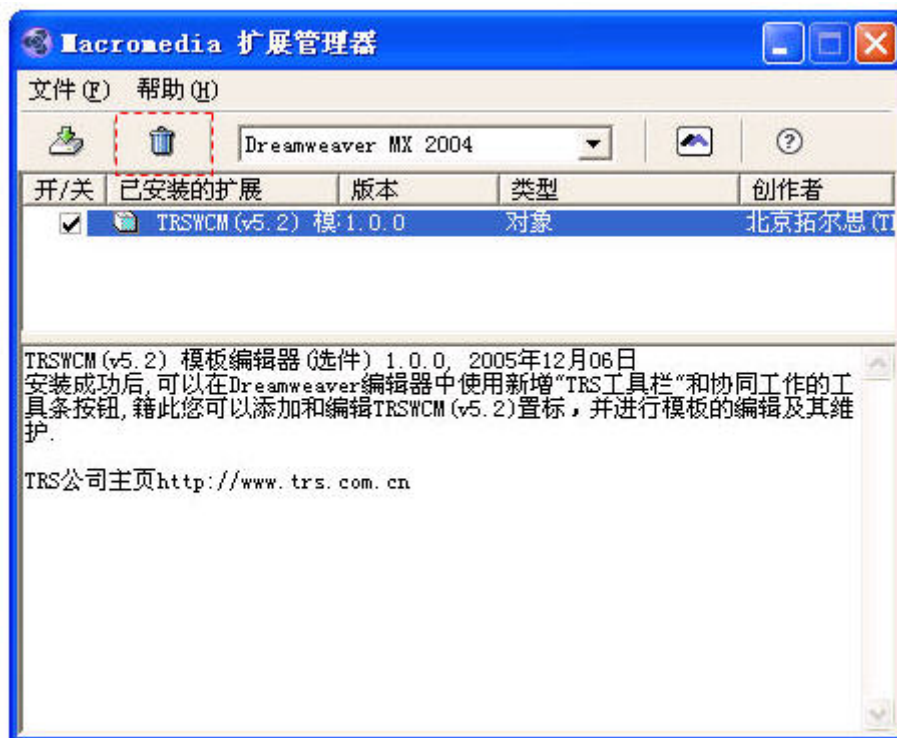 Macromedia 扩展管理器
文件(F) 帮助(H)
Dreamweaver MX 2004
开/关 已安装的扩展 版本 类型 创作者
TRSWCM(v5.2) 模 1.0.0 对象 北京拓尔思(T
TRSWCM(v5.2) 模板编辑器(选件) 1.0.0, 2005年12月06日
安装成功后,可以在Dreamweaver编辑器中使用新增“TRS工具栏”和协同工作的工
具条按钮,藉此您可以添加和编辑TRSWCM(v5.2)置标，并进行模板的编辑及其维
护.
TRS公司主页http://www.trs.com.cn